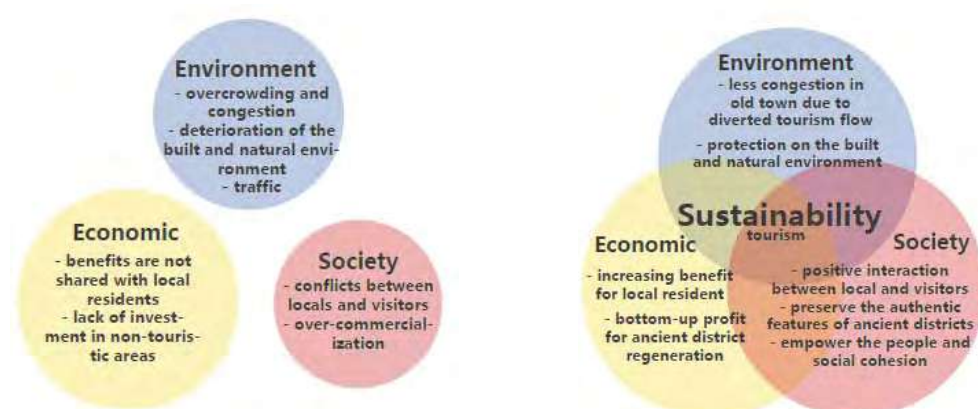 Environment
- overcrowding and
congestion
- deterioration of the
built and natural envi-
ronment
- traffic
Economic
- benefits are not
shared with local
residents
- lack of invest-
ment in non-touris-
tic areas
Society
- conflicts between
locals and visitors
- over-commercial-
ization
Environment
- less congestion in
old town due to
diverted tourism flow
- protection on the built
and natural environment
Sustainability
tourism
Economic
- increasing benefit
for local resident
- bottom-up profit
for ancient district
regeneration
Society
- positive interaction
between local and visitors
- preserve the authentic
features of ancient districts
- empower the people and
social cohesion